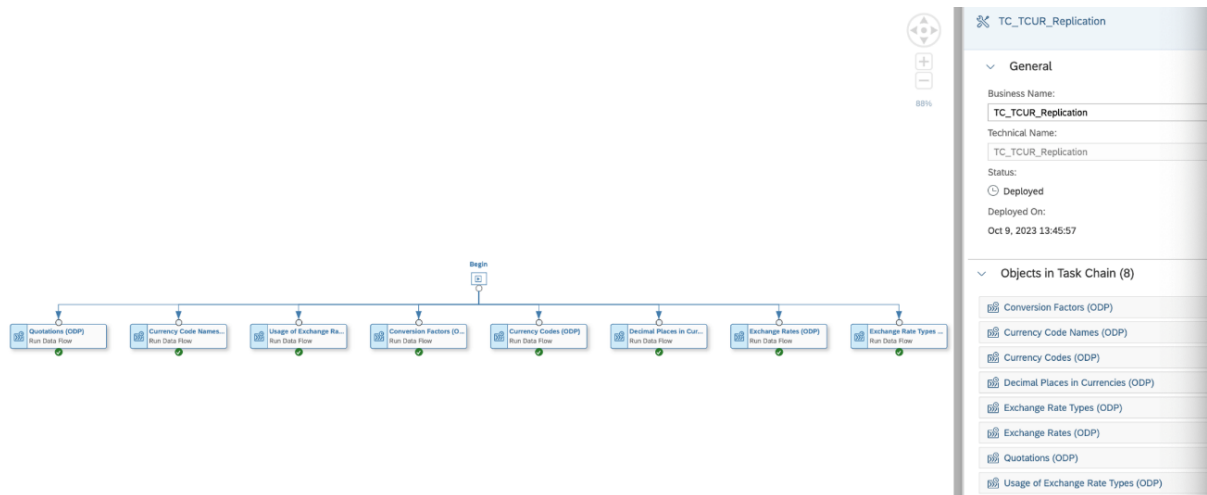 88%
Begin
Quotations (ODP)
Run Data Flow
Currency Code Names...
Run Data Flow
Usage of Exchange Ra...
Run Data Flow
Conversion Factors (O...
Run Data Flow
Currency Codes (ODP)
Run Data Flow
Decimal Places in Cur...
Run Data Flow
Exchange Rates (ODP)
Run Data Flow
Exchange Rate Types ...
Run Data Flow
TC_TCUR_Replication
General
Business Name:
TC_TCUR_Replication
Technical Name:
TC_TCUR_Replication
Status:
Deployed
Deployed On:
Oct 9, 2023 13:45:57
Objects in Task Chain (8)
Conversion Factors (ODP)
Currency Code Names (ODP)
Currency Codes (ODP)
Decimal Places in Currencies (ODP)
Exchange Rate Types (ODP)
Exchange Rates (ODP)
Quotations (ODP)
Usage of Exchange Rate Types (ODP)